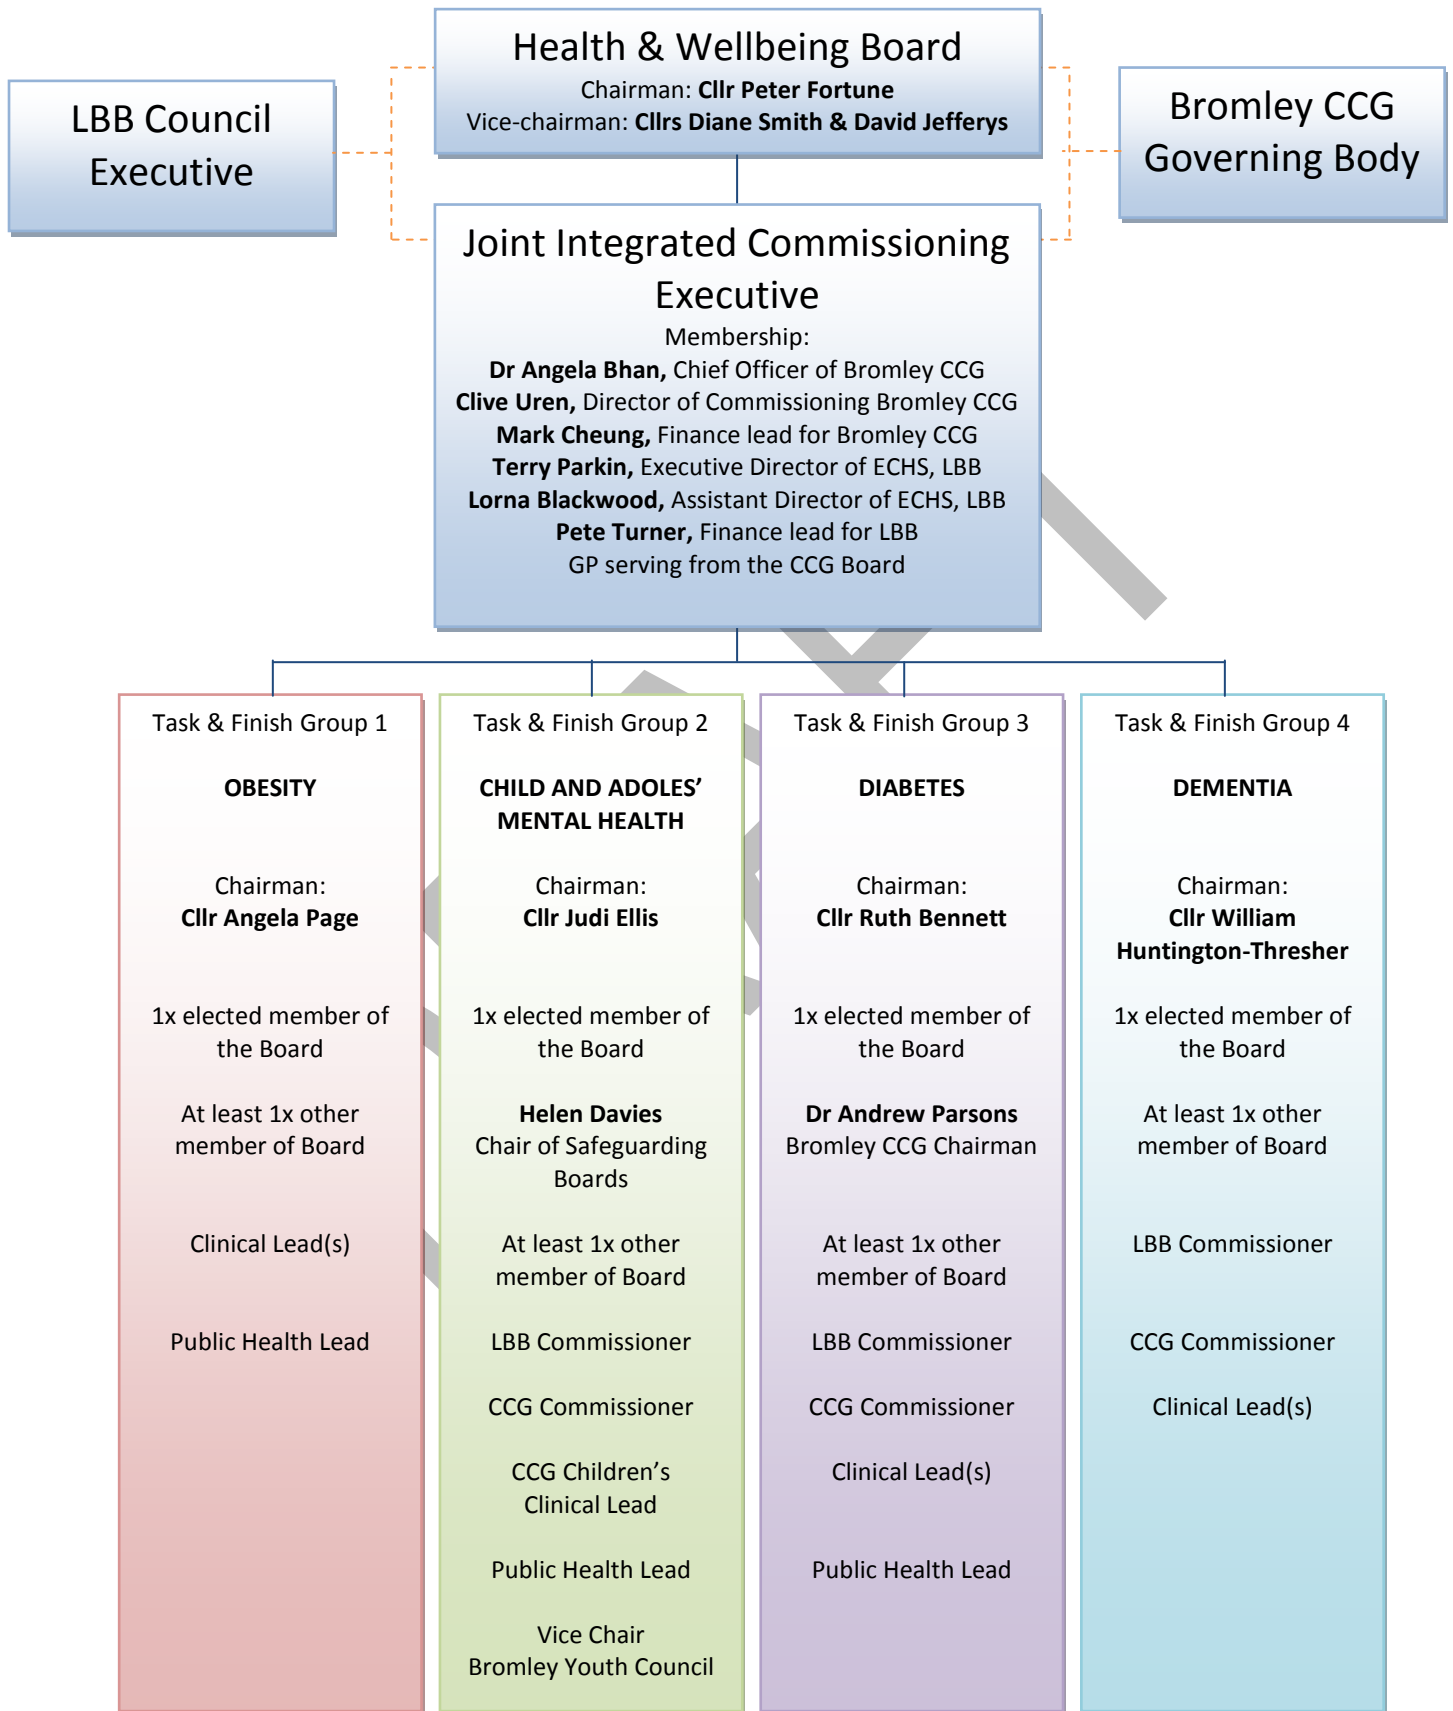 Health & Wellbeing Board
Chairman: Cllr Peter Fortune
Vice-chairman: Cllrs Diane Smith & David Jefferys
LBB Council
Executive
Bromley CCG
Governing Body
Joint Integrated Commissioning
Executive
Membership:
Dr Angela Bhan, Chief Officer of Bromley CCG
Clive Uren, Director of Commissioning Bromley CCG
Mark Cheung, Finance lead for Bromley CCG
Terry Parkin, Executive Director of ECHS, LBB
Lorna Blackwood, Assistant Director of ECHS, LBB
Pete Turner, Finance lead for LBB
GP serving from the CCG Board
Task & Finish Group 1
OBESITY
Chairman:
Cllr Angela Page
1x elected member of
the Board
At least 1x other
member of Board
Clinical Lead(s)
Public Health Lead
Task & Finish Group 2
CHILD AND ADOLES’
MENTAL HEALTH
Chairman:
Cllr Judi Ellis
1x elected member of
the Board
Helen Davies
Chair of Safeguarding
Boards
At least 1x other
member of Board
LBB Commissioner
CCG Commissioner
CCG Children’s
Clinical Lead
Public Health Lead
Vice Chair
Bromley Youth Council
Task & Finish Group 3
DIABETES
Chairman:
Cllr Ruth Bennett
1x elected member of
the Board
Dr Andrew Parsons
Bromley CCG Chairman
At least 1x other
member of Board
LBB Commissioner
CCG Commissioner
Clinical Lead(s)
Public Health Lead
Task & Finish Group 4
DEMENTIA
Chairman:
Cllr William
Huntington-Thresher
1x elected member of
the Board
At least 1x other
member of Board
LBB Commissioner
CCG Commissioner
Clinical Lead(s)